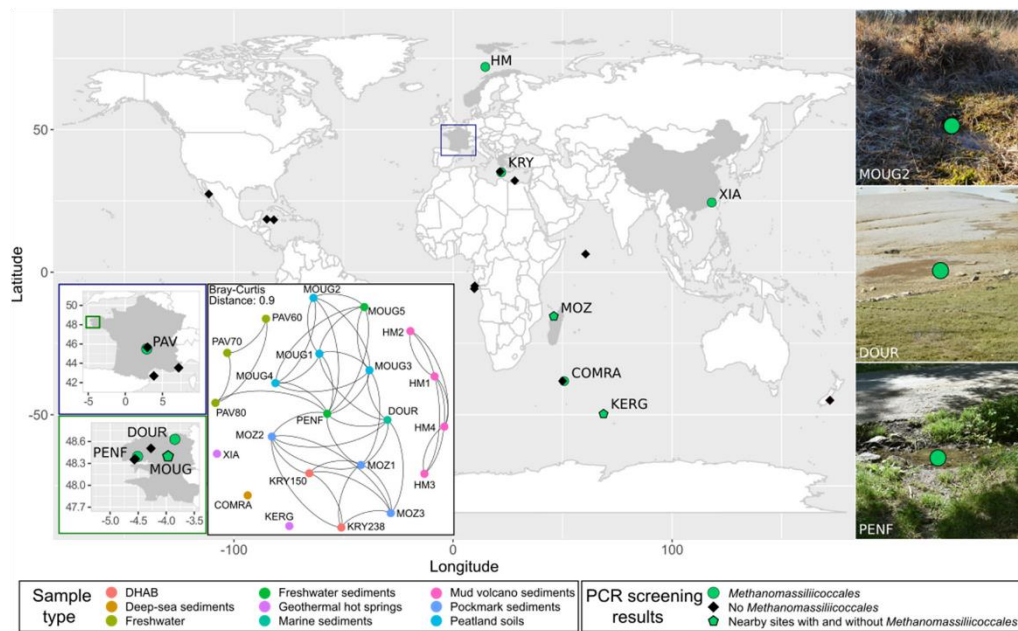 HM
MOUG2
50
KRY
XIA
Latitude
0
MOZ
DOUR
COMRA
-50
KERG
PENF
50
48
46
44
42
PAV
-5
0
5
48.6
48.3
48.0
47.7
DOUR
PENF
MOUG
-5.0
-4.5
-4.0
-3.5
Bray-Curtis
Distance: 0.9
MOUG2
PAV60
MOUG5
HM2
PAV70
MOUG1
MOUG3
HM1
MOUG4
PAV80
PENF
DOUR
HM4
MOZ2
XIA
MOZ1
HM3
KRY150
COMRA
KERG
MOZ3
KRY238
-100
0
100
Longitude
Sample
type
DHAB
Deep-sea sediments
Freshwater
Freshwater sediments
Geothermal hot springs
Marine sediments
Mud volcano sediments
Pockmark sediments
Peatland soils
PCR screening
results
Methanomassiliicoccales
No Methanomassiliicoccales
Nearby sites with and without Methanomassiliicoccales